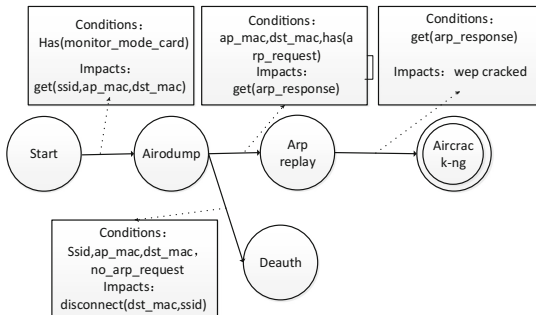 Conditions:
Has(monitor_mode_card)
Impacts:
get(ssid,ap_mac,dst_mac)
Conditions:
ap_mac,dst_mac,has(a
rp_request)
Impacts:
get(arp_response)
Conditions:
get(arp_response)
Impacts: wep cracked
Start
Airodump
Arp
replay
Aircrac
k-ng
Conditions:
Ssid,ap_mac,dst_mac,
no_arp_request
Impacts:
disconnect(dst_mac,ssid)
Deauth